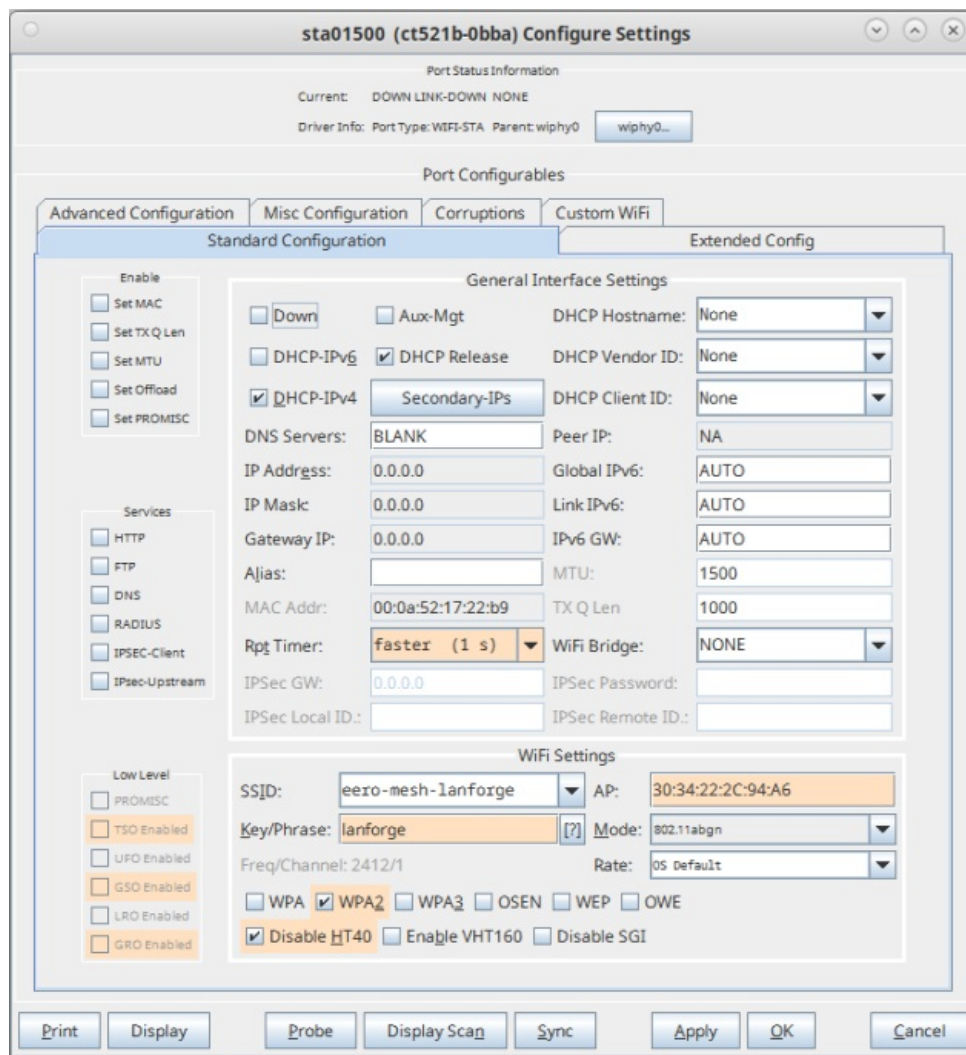 sta01500 (ct521b-0bba) Configure Settings
Port Status Information
Current: DOWN LINK-DOWN NONE
Driver Info: Port Type: WIFI-STA Parent: wiphy0 wiphy0...
Port Configurables
Advanced Configuration Misc Configuration Corruptions Custom WiFi
Standard Configuration Extended Config
Enable
Set MAC
Set TX Q Len
Set MTU
Set Offload
Set PROMISC
Services
HTTP
FTP
DNS
RADIUS
IPSEC-Client
IPsec-Upstream
Low Level
PROMISC
TSO Enabled
UFO Enabled
GSO Enabled
LRO Enabled
GRO Enabled
General Interface Settings
Down Aux-Mgt DHCP Hostname: None
DHCP-IPv6 DHCP Release DHCP Vendor ID: None
DHCP-IPv4 Secondary-IPs DHCP Client ID: None
DNS Servers: BLANK Peer IP: NA
IP Address: 0.0.0.0 Global IPv6: AUTO
IP Mask: 0.0.0.0 Link IPv6: AUTO
Gateway IP: 0.0.0.0 IPv6 GW: AUTO
Alias: MTU: 1500
MAC Addr: 00:0a:52:17:22:b9 TX Q Len 1000
Rpt Timer: faster (1 s) WiFi Bridge: NONE
IPSec GW: 0.0.0.0 IPSec Password:
IPSec Local ID.: IPSec Remote ID.:
WiFi Settings
SSID: eero-mesh-lanforge AP: 30:34:22:2C:94:A6
Key/Phrase: lanforge [?] Mode: 802.11abgn
Freq/Channel: 2412/1 Rate: OS Default
WPA WPA2 WPA3 OSEN WEP OWE
Disable HT40 Enable VHT160 Disable SGI
Print Display Probe Display Scan Sync Apply OK Cancel